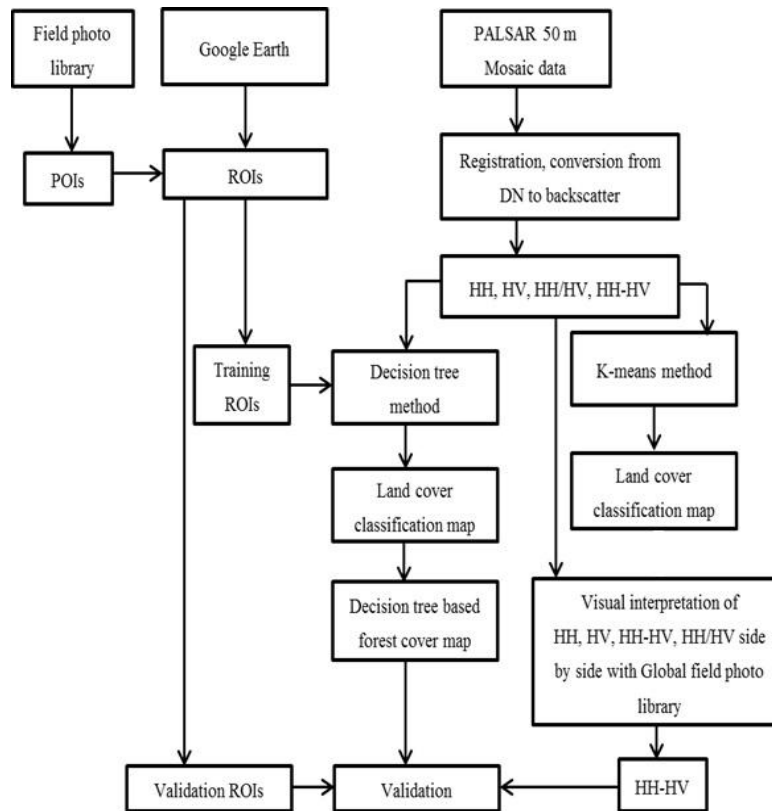 Field photo
library
Google Earth
PALSAR 50 m
Mosaic data
POIs
ROIs
Registration, conversion from
DN to backscatter
HH, HV, HH/HV, HH-HV
Training
ROIs
Decision tree
method
K-means method
Land cover
classification map
Land cover
classification map
Decision tree based
forest cover map
Visual interpretation of
HH, HV, HH-HV, HH/HV side
by side with Global field photo
library
Validation ROIs
Validation
HH-HV